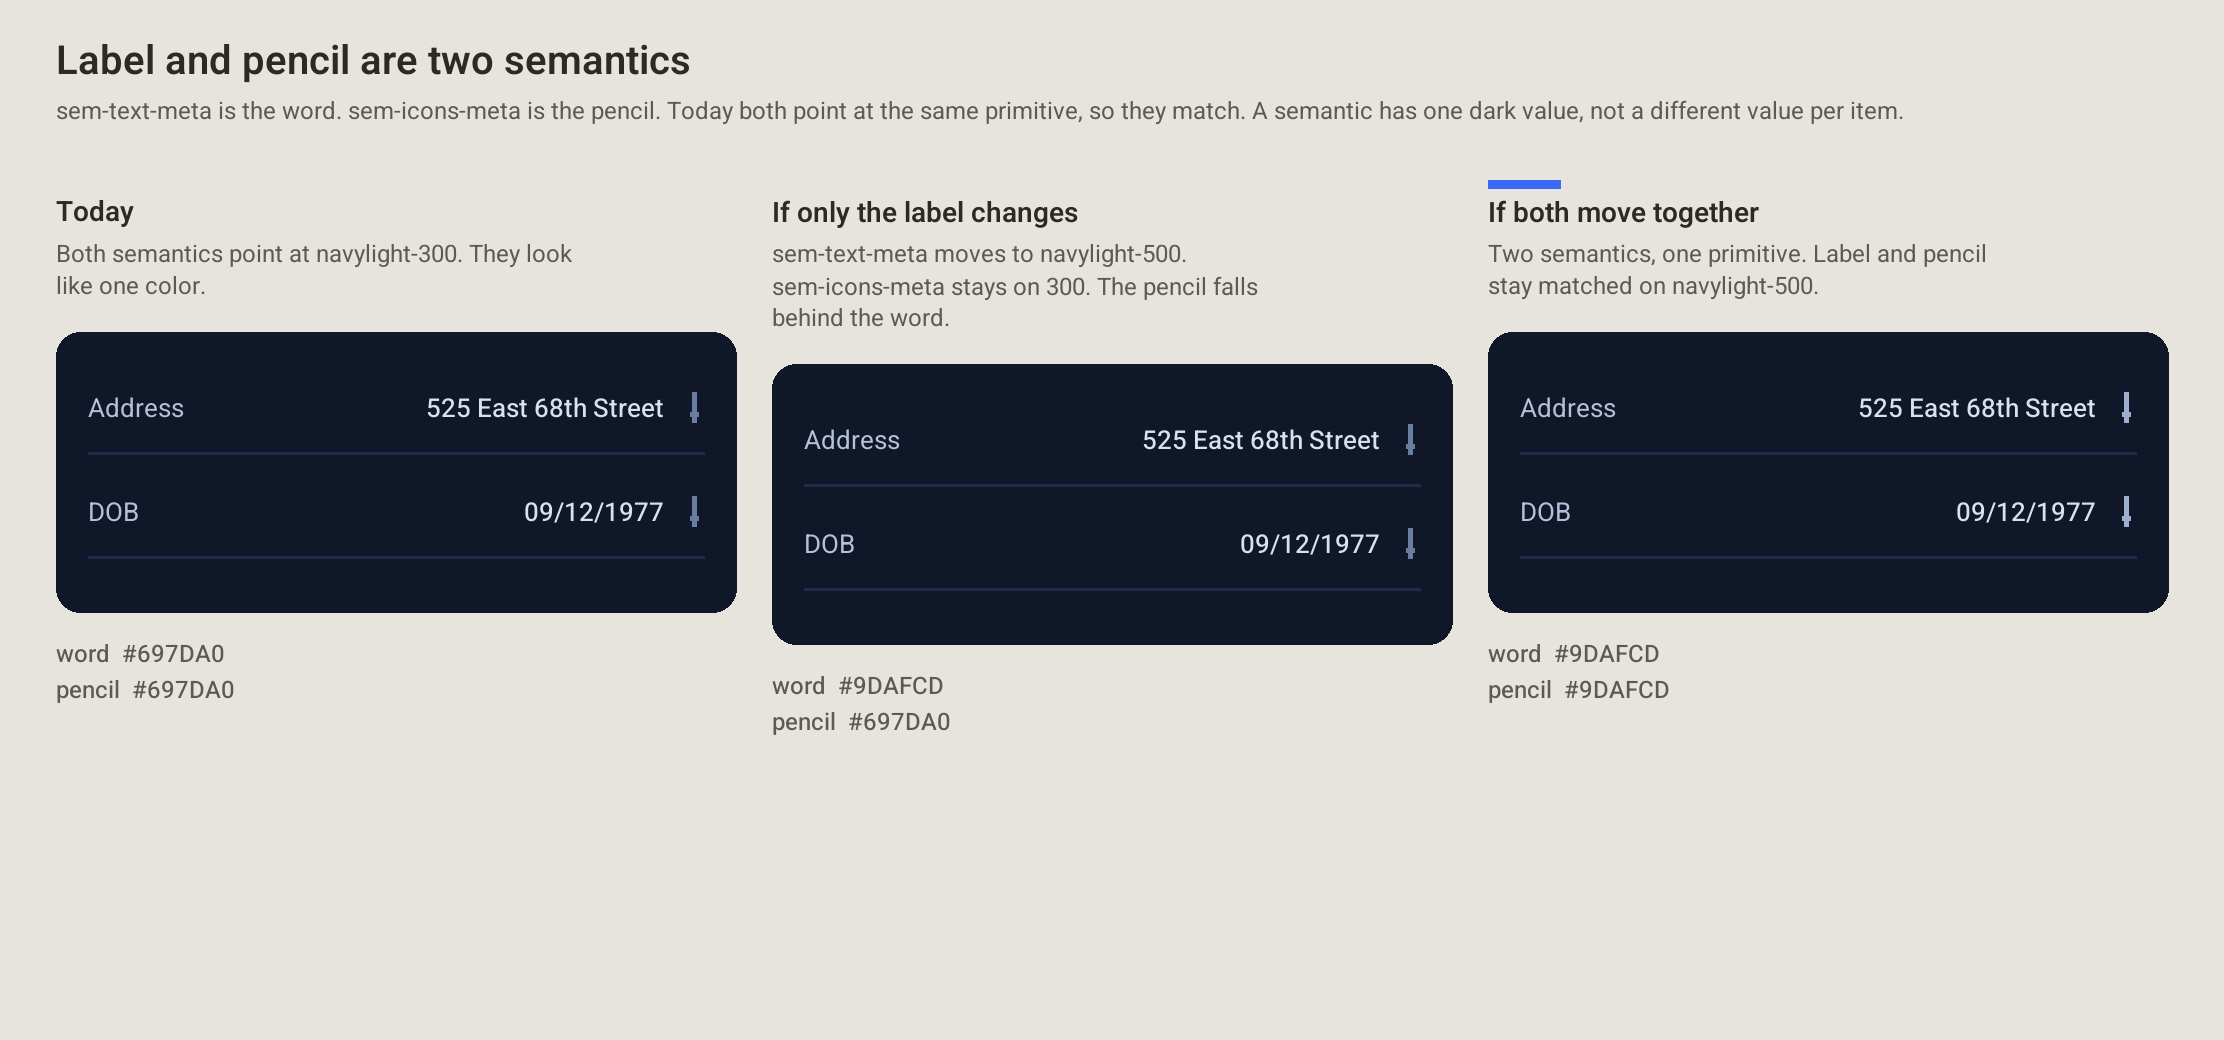 Label and pencil are two semantics
sem-text-meta is the word. sem-icons-meta is the pencil. Today both point at the same primitive, so they match. A semantic has one dark value, not a different value per item.
Today
Both semantics point at navylight-300. They look
like one color.
Address
525 East 68th Street
DOB
09/12/1977
word #697DA0
pencil #697DA0
If only the label changes
sem-text-meta moves to navylight-500.
sem-icons-meta stays on 300. The pencil falls
behind the word.
Address
525 East 68th Street
DOB
09/12/1977
word #9DAFCD
pencil #697DA0
If both move together
Two semantics, one primitive. Label and pencil
stay matched on navylight-500.
Address
525 East 68th Street
DOB
09/12/1977
word #9DAFCD
pencil #9DAFCD